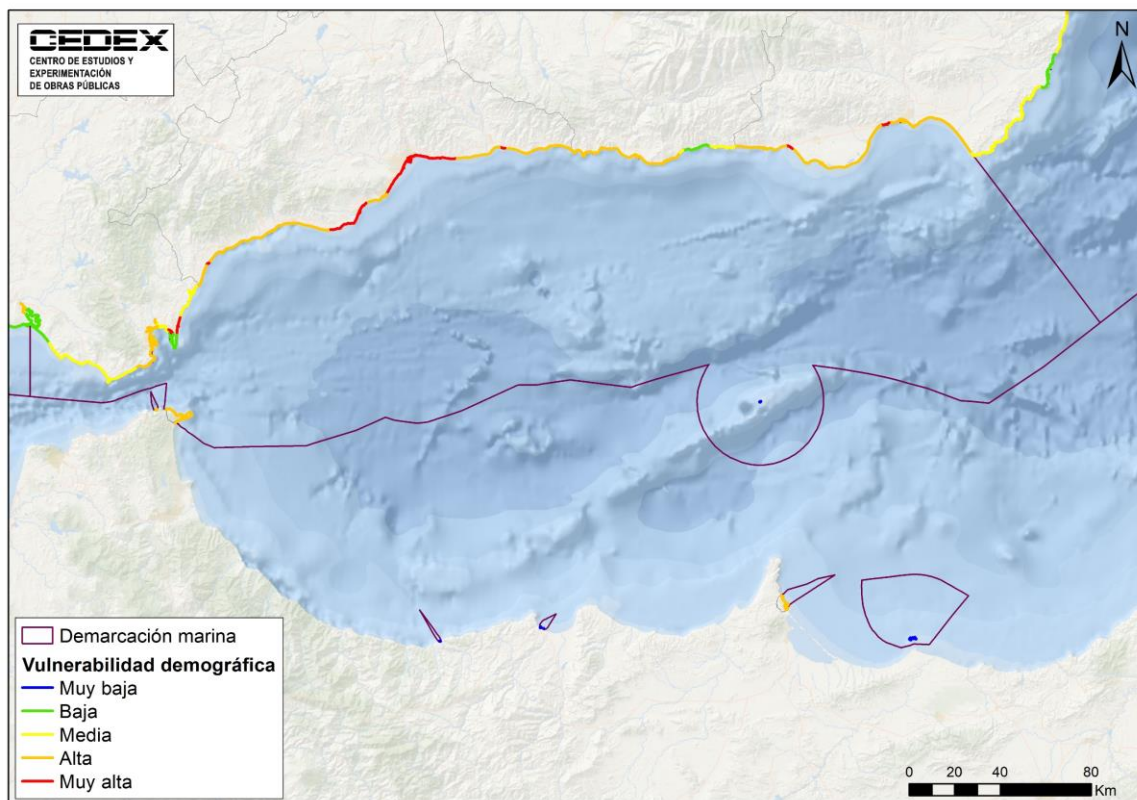 CEDEX
CENTRO DE ESTUDIOS Y
EXPERIMENTACIÓN
DE OBRAS PÚBLICAS
N
Demarcación marina
Vulnerabilidad demográfica
Muy baja
Baja
Media
Alta
Muy alta
0 20 40 80
Km